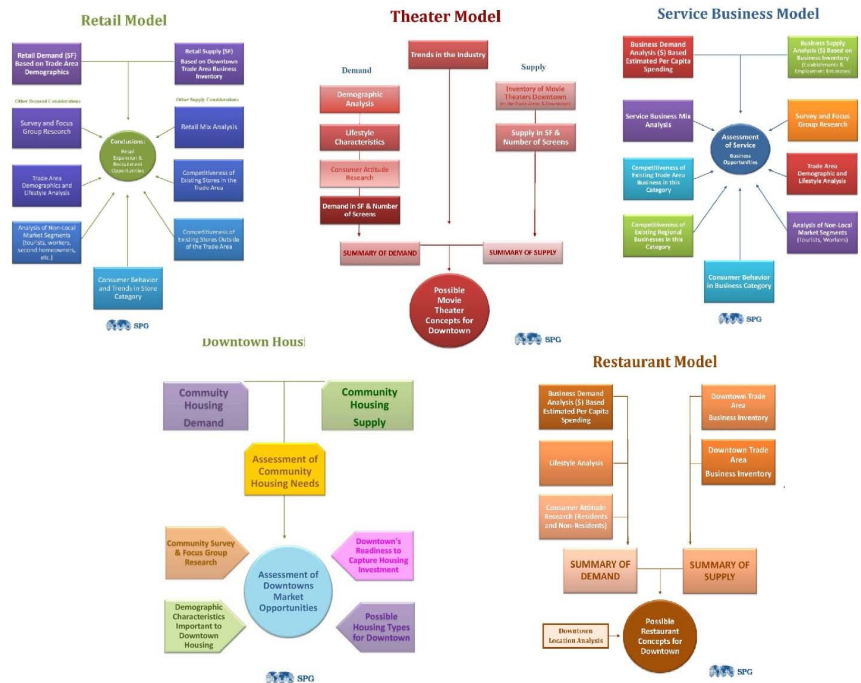 Retail Model
Retail Demand (SF)
Based on Trade Area
Demographics
Retail Supply (SF)
Based on Downtown
Trade Area Business
Inventory
Other Demand Considerations
Other Supply Considerations
Survey and Focus
Group Research
Retail Mix Analysis
Conclusions:
Retail
Expansion &
Recruitment
Opportunities
Trade Area
Demographics and
Lifestyle Analysis
Competitiveness of
Existing Stores in the
Trade Area
Analysis of Non-Local
Market Segments
(tourists, workers,
second homeowners,
etc.)
Competitiveness of
Existing Stores Outside
of the Trade Area
Consumer Behavior
and Trends in Store
Category
SPG
Theater Model
Trends in the Industry
Demand
Supply
Demographic
Analysis
Inventory of Movie
Theaters Downtown
Lifestyle
Characteristics
Supply in SF &
Number of Screens
Consumer Attitude
Research
Demand in SF & Number
of Screens
SUMMARY OF DEMAND
SUMMARY OF SUPPLY
Possible
Movie
Theater
Concepts for
Downtown
SPG
Service Business Model
Business Demand
Analysis ($) Based
Estimated Per Capita
Spending
Business Supply
Analysis ($) Based on
Business Inventory
(Establishments &
Employment Estimates)
Service Business Mix
Analysis
Survey and Focus
Group Research
Assessment
of Service
Business
Opportunities
Competitiveness of
Existing Trade Area
Business in this
Category
Trade Area
Demographic and
Lifestyle Analysis
Competitiveness of
Existing Regional
Businesses in this
Category
Analysis of Non-Local
Market Segments
(Tourists, Workers)
Consumer Behavior
in Business Category
SPG
Downtown Housi
Commuity
Housing
Demand
Community
Housing
Supply
Assessment of
Community
Housing Needs
Community Survey
& Focus Group
Research
Downtown's
Readiness to
Capture Housing
Investment
Assessment of
Downtowns
Market
Opportunities
Demographic
Characteristics
Important to
Downtown
Housing
Possible
Housing Types
for Downtown
SPG
Restaurant Model
Business Demand
Analysis ($) Based
Estimated Per Capita
Spending
Downtown Trade
Area
Business Inventory
Lifestyle Analysis
Downtown Trade
Area
Business Inventory
Consumer Attitude
Research (Residents
and Non-Residents)
SUMMARY OF
DEMAND
SUMMARY OF
SUPPLY
Downtown
Location Analysis
Possible
Restaurant
Concepts for
Downtown
SPG